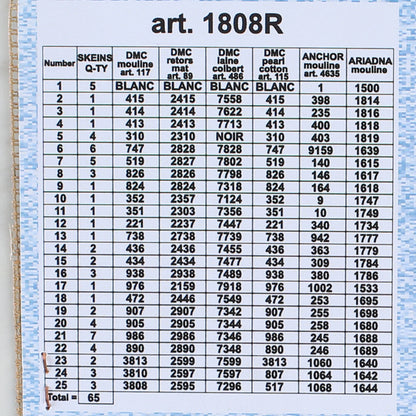 art. 1808R
Number SKEINS Q-TY DMC mouline art. 117 DMC retors mat art. 89 DMC laine colbert art. 486 DMC pearl cotton art. 115 ANCHOR mouline art. 4635 ARIADNA mouline
1 5 BLANC BLANC BLANC BLANC 1 1500
2 1 415 2415 7558 415 398 1814
3 1 414 2414 7622 414 235 1816
4 1 413 2413 7713 413 400 1818
5 4 310 2310 NOIR 310 403 1819
6 6 747 2828 7828 747 9159 1639
7 5 519 2827 7802 519 140 1615
8 3 826 2826 7798 826 146 1617
9 1 824 2824 7318 824 164 1618
10 1 352 2357 7124 352 9 1747
11 1 351 2303 7356 351 10 1749
12 1 221 2237 7447 221 340 1734
13 1 738 2738 7739 738 942 1777
14 2 436 2436 7455 436 363 1779
15 2 434 2434 7477 434 309 1784
16 3 938 2938 7489 938 380 1786
17 1 976 2159 7918 976 1002 1533
18 1 472 2446 7549 472 253 1695
19 2 907 2907 7342 907 255 1698
20 4 905 2905 7344 905 258 1680
21 7 986 2986 7346 986 246 1688
22 4 890 2890 7348 890 246 1689
23 2 3813 2599 7599 3813 1060 1640
24 3 3810 2597 7597 807 1064 1642
25 3 3808 2595 7296 517 1068 1644
Total = 65